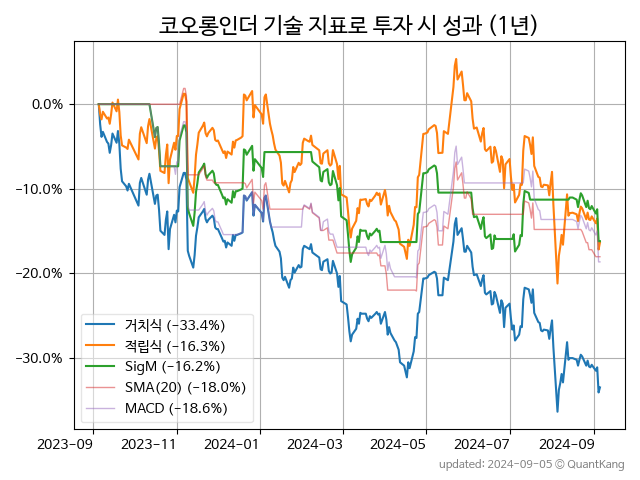 코오롱인더 기술 지표로 투자 시 성과 (1년)
0.0%
−10.0%
−20.0%
−30.0%
거치식 (−33.4%)
적립식 (−16.3%)
SigM (−16.2%)
SMA(20) (−18.0%)
MACD (−18.6%)
2023-09 2023-11 2024-01 2024-03 2024-05 2024-07 2024-09
updated: 2024-09-05 ⓒ QuantKang